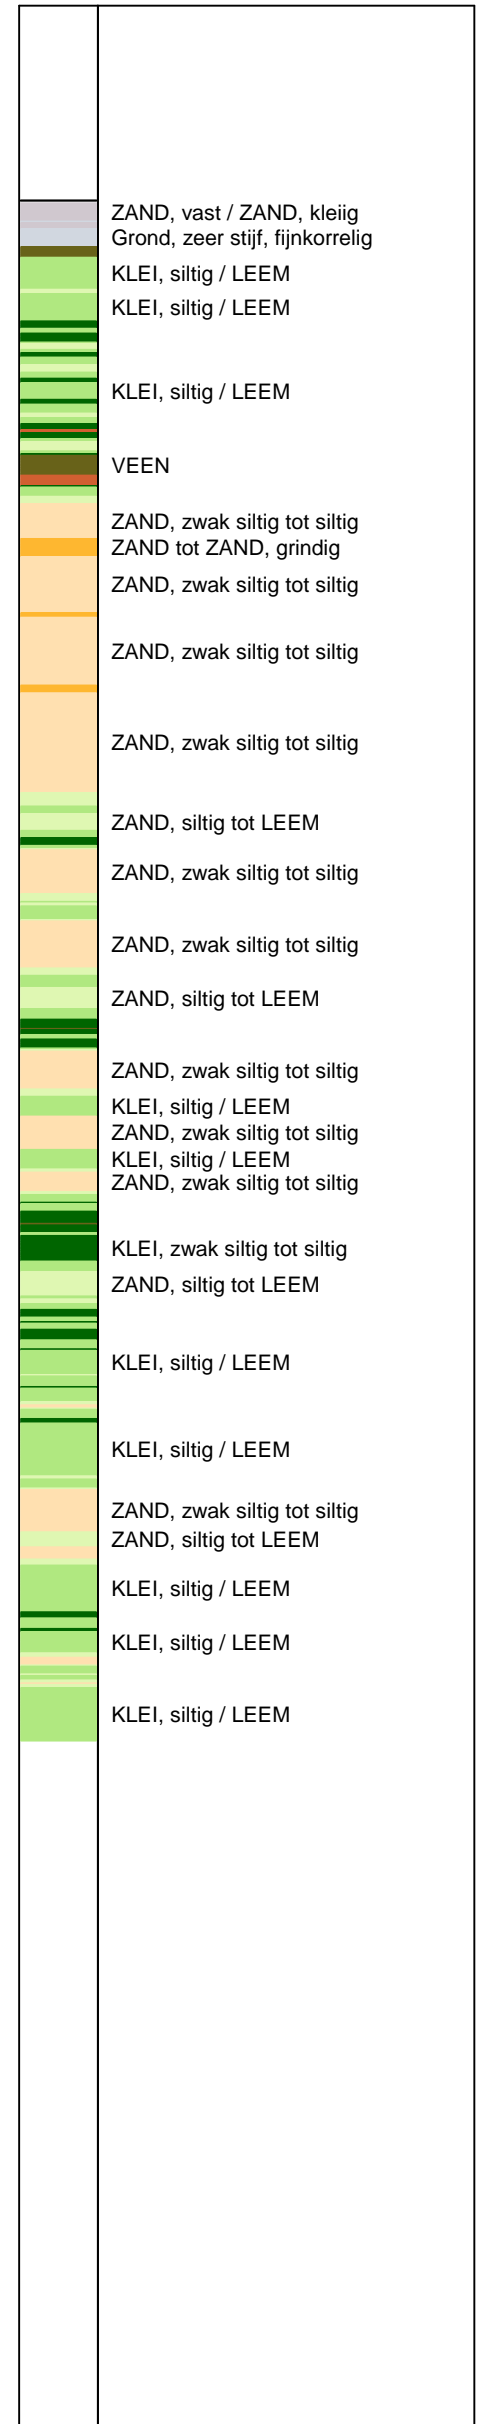 ZAND, vast / ZAND, kleiig
Grond, zeer stijf, fijnkorrelig
KLEI, siltig / LEEM
KLEI, siltig / LEEM
KLEI, siltig / LEEM
VEEN
ZAND, zwak siltig tot siltig
ZAND tot ZAND, grindig
ZAND, zwak siltig tot siltig
ZAND, zwak siltig tot siltig
ZAND, zwak siltig tot siltig
ZAND, siltig tot LEEM
ZAND, zwak siltig tot siltig
ZAND, zwak siltig tot siltig
ZAND, siltig tot LEEM
ZAND, zwak siltig tot siltig
KLEI, siltig / LEEM
ZAND, zwak siltig tot siltig
KLEI, siltig / LEEM
ZAND, zwak siltig tot siltig
KLEI, zwak siltig tot siltig
ZAND, siltig tot LEEM
KLEI, siltig / LEEM
KLEI, siltig / LEEM
ZAND, zwak siltig tot siltig
ZAND, siltig tot LEEM
KLEI, siltig / LEEM
KLEI, siltig / LEEM
KLEI, siltig / LEEM